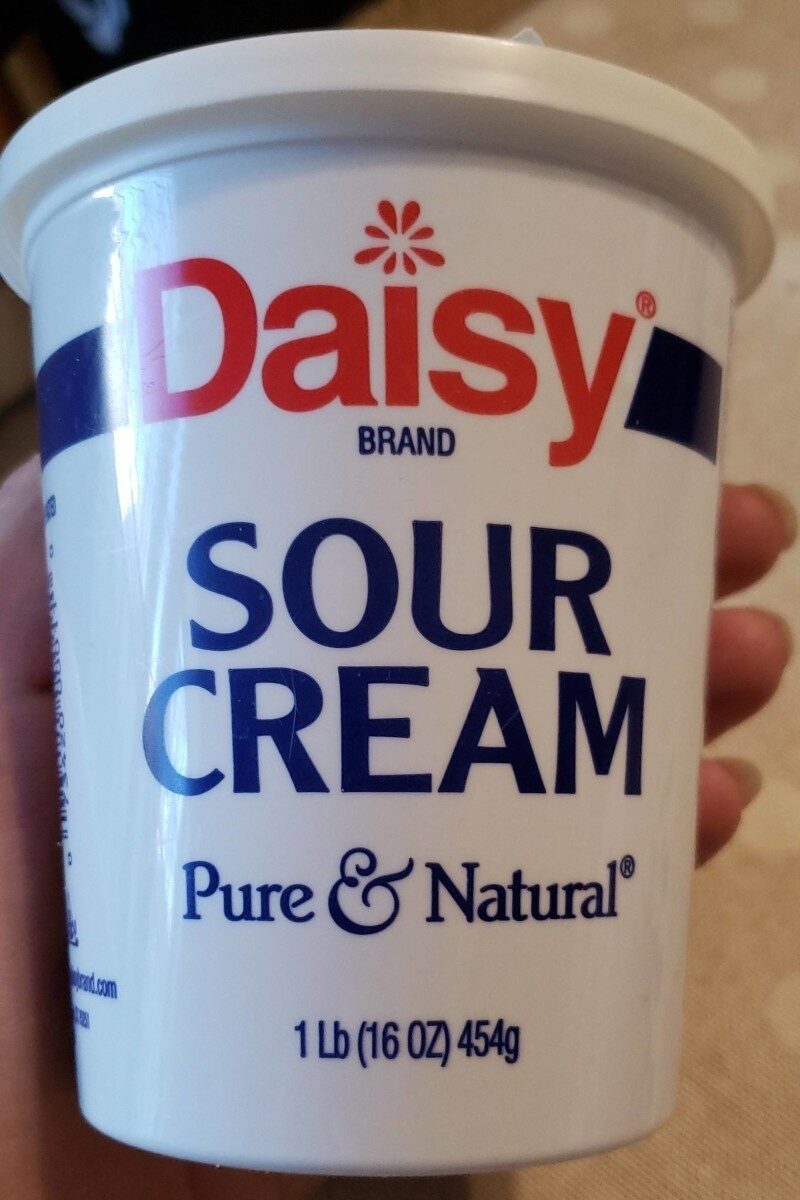 Daisy®
BRAND
SOUR
CREAM
Pure & Natural®
1 Lb (16 OZ) 454g